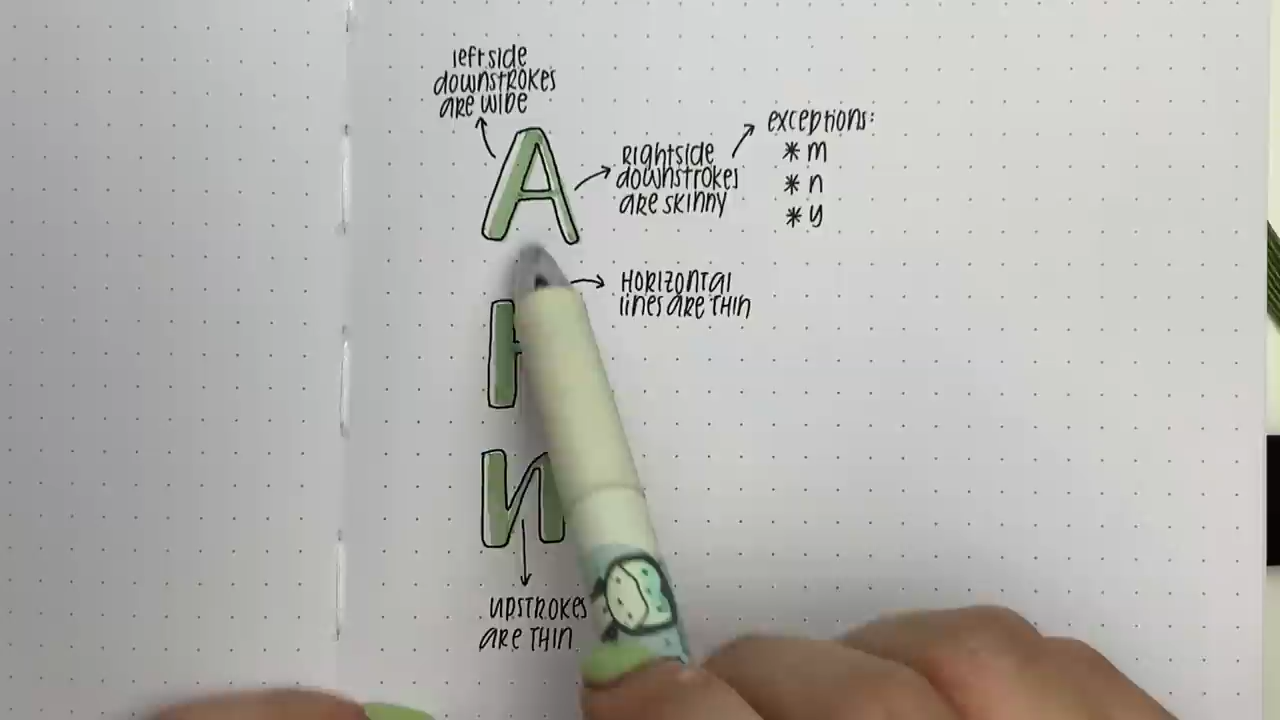 leftside
downstrokes
are wide
A
rightside
downstrokes
are skinny
exceptions:
* m
* n
* y
Horizontal
lines are thin
n
upstrokes
are thin